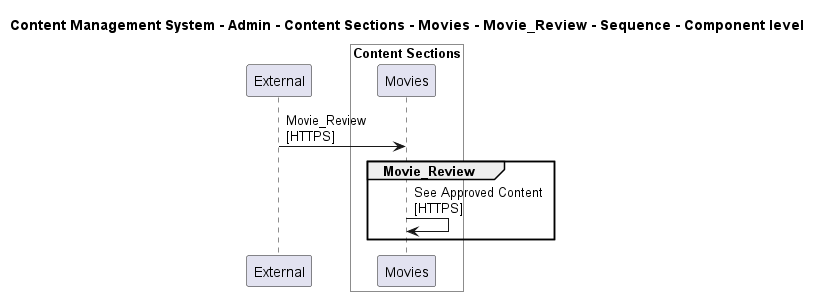 Content Management System - Admin - Content Sections - Movies - Movie_Review - Sequence - Component level
Content Sections
External
Movies
Movie_Review
[HTTPS]
Movie_Review
See Approved Content
[HTTPS]
External
Movies